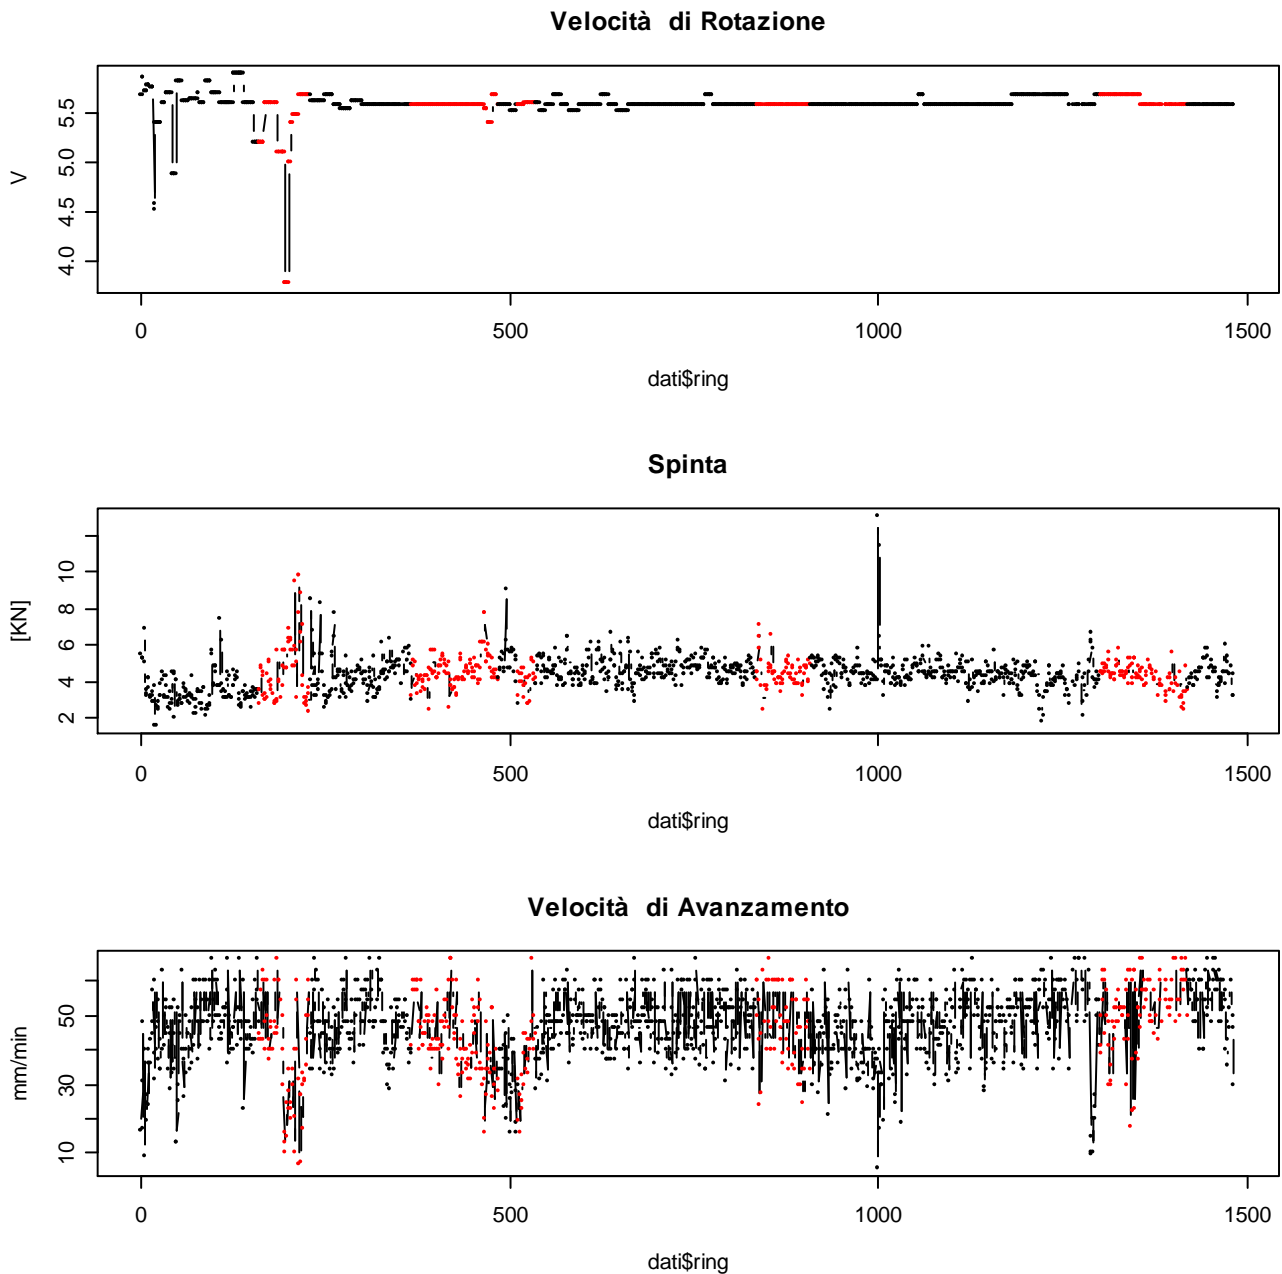 Velocità di Rotazione
V
4.0 4.5 5.0 5.5
0 500 1000 1500
dati$ring
Spinta
[KN]
2 4 6 8 10
0 500 1000 1500
dati$ring
Velocità di Avanzamento
mm/min
10 30 50
0 500 1000 1500
dati$ring